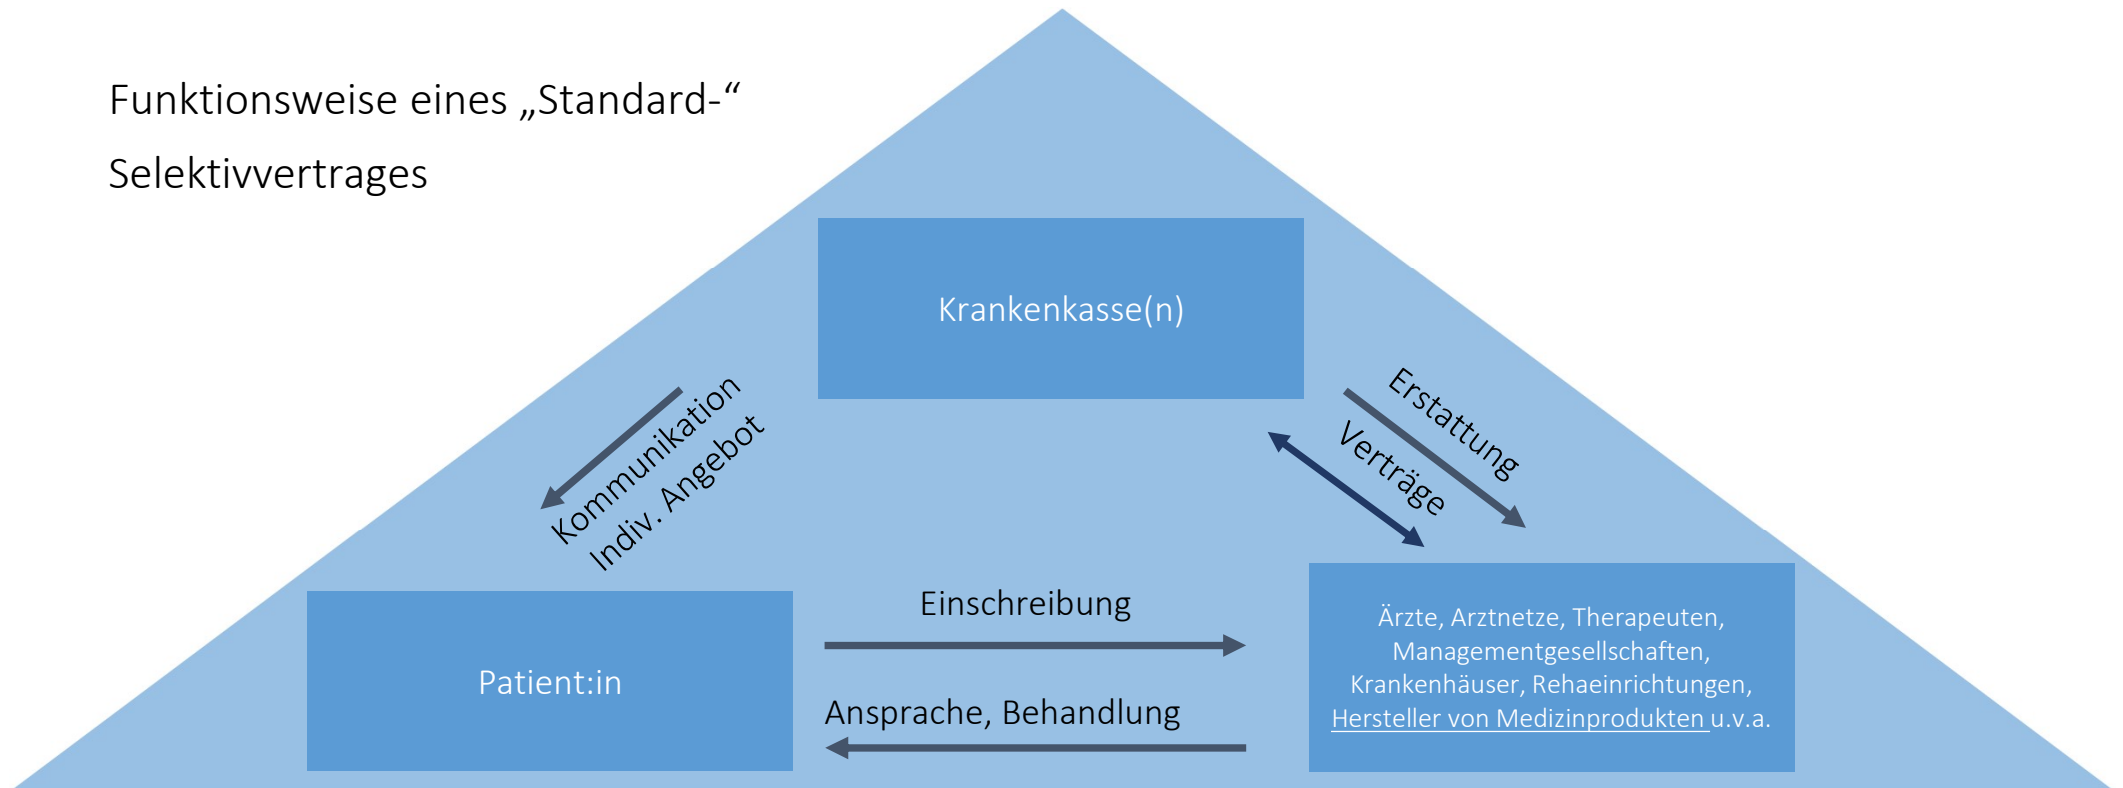 Funktionsweise eines „Standard-“
Selektivvertrages
Krankenkasse(n)
Kommunikation
Indiv. Angebot
Erstattung
Verträge
Patient:in
Einschreibung
Ansprache, Behandlung
Ärzte, Arztnetze, Therapeuten,
Managementgesellschaften,
Krankenhäuser, Rehaeinrichtungen,
Hersteller von Medizinprodukten u.v.a.